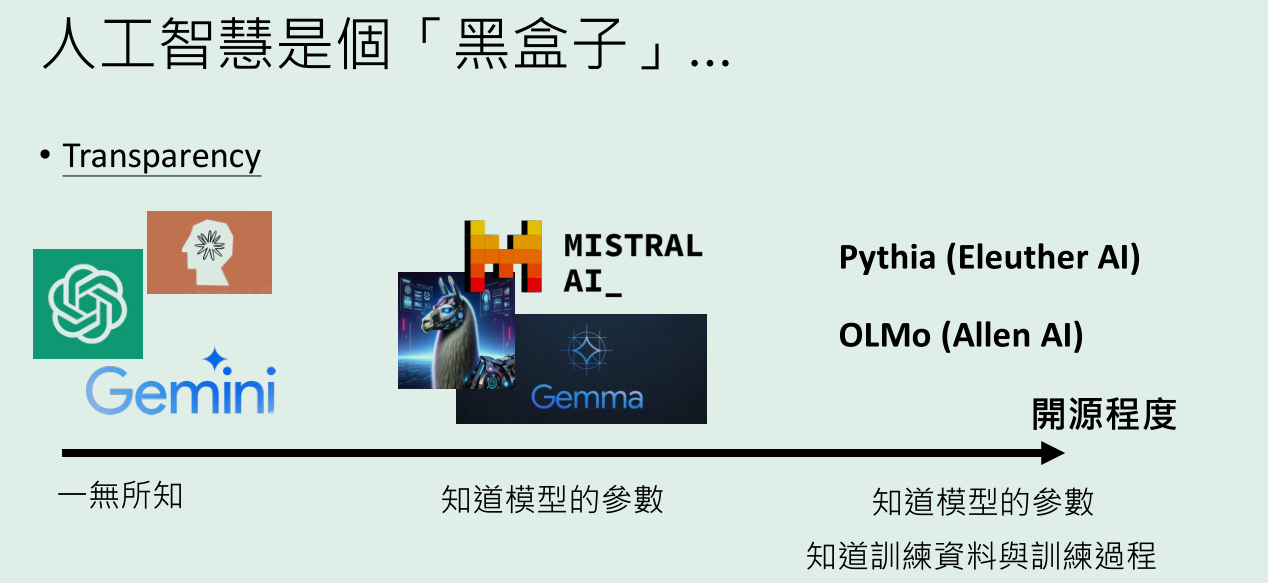 人工智慧是個「黑盒子」...
• Transparency
Gemini
MISTRAL
AI_
Gemma
Pythia (Eleuther AI)
OLMo (Allen AI)
開源程度
一無所知
知道模型的參數
知道模型的參數
知道訓練資料與訓練過程